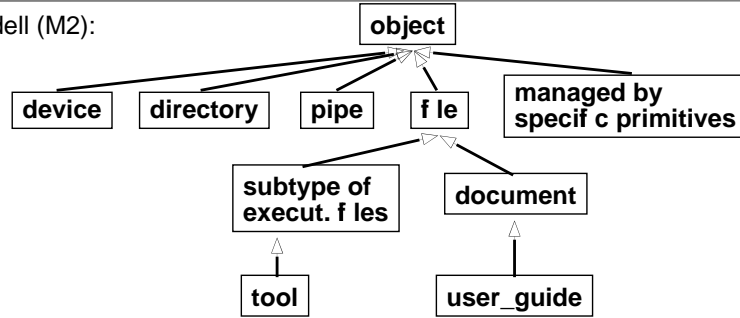 dell (M2):
object
device
directory
pipe
f le
managed by
specif c primitives
subtype of
execut. f les
document
tool
user_guide